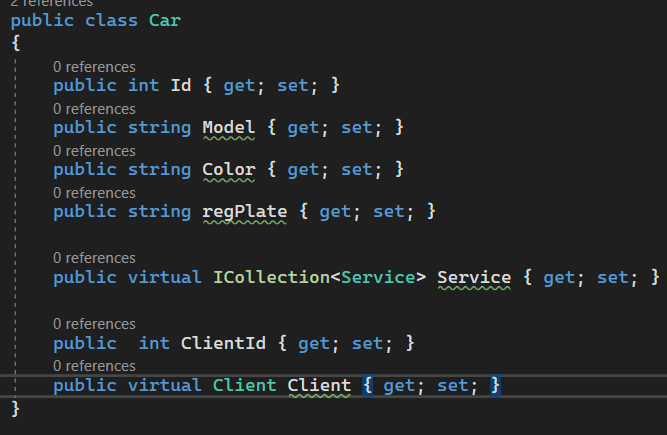 2 references
public class Car
{
0 references
public int Id { get; set; }
0 references
public string Model { get; set; }
0 references
public string Color { get; set; }
0 references
public string regPlate { get; set; }
0 references
public virtual ICollection<Service> Service { get; set; }
0 references
public  int ClientId { get; set; }
0 references
public virtual Client Client { get; set; }
}